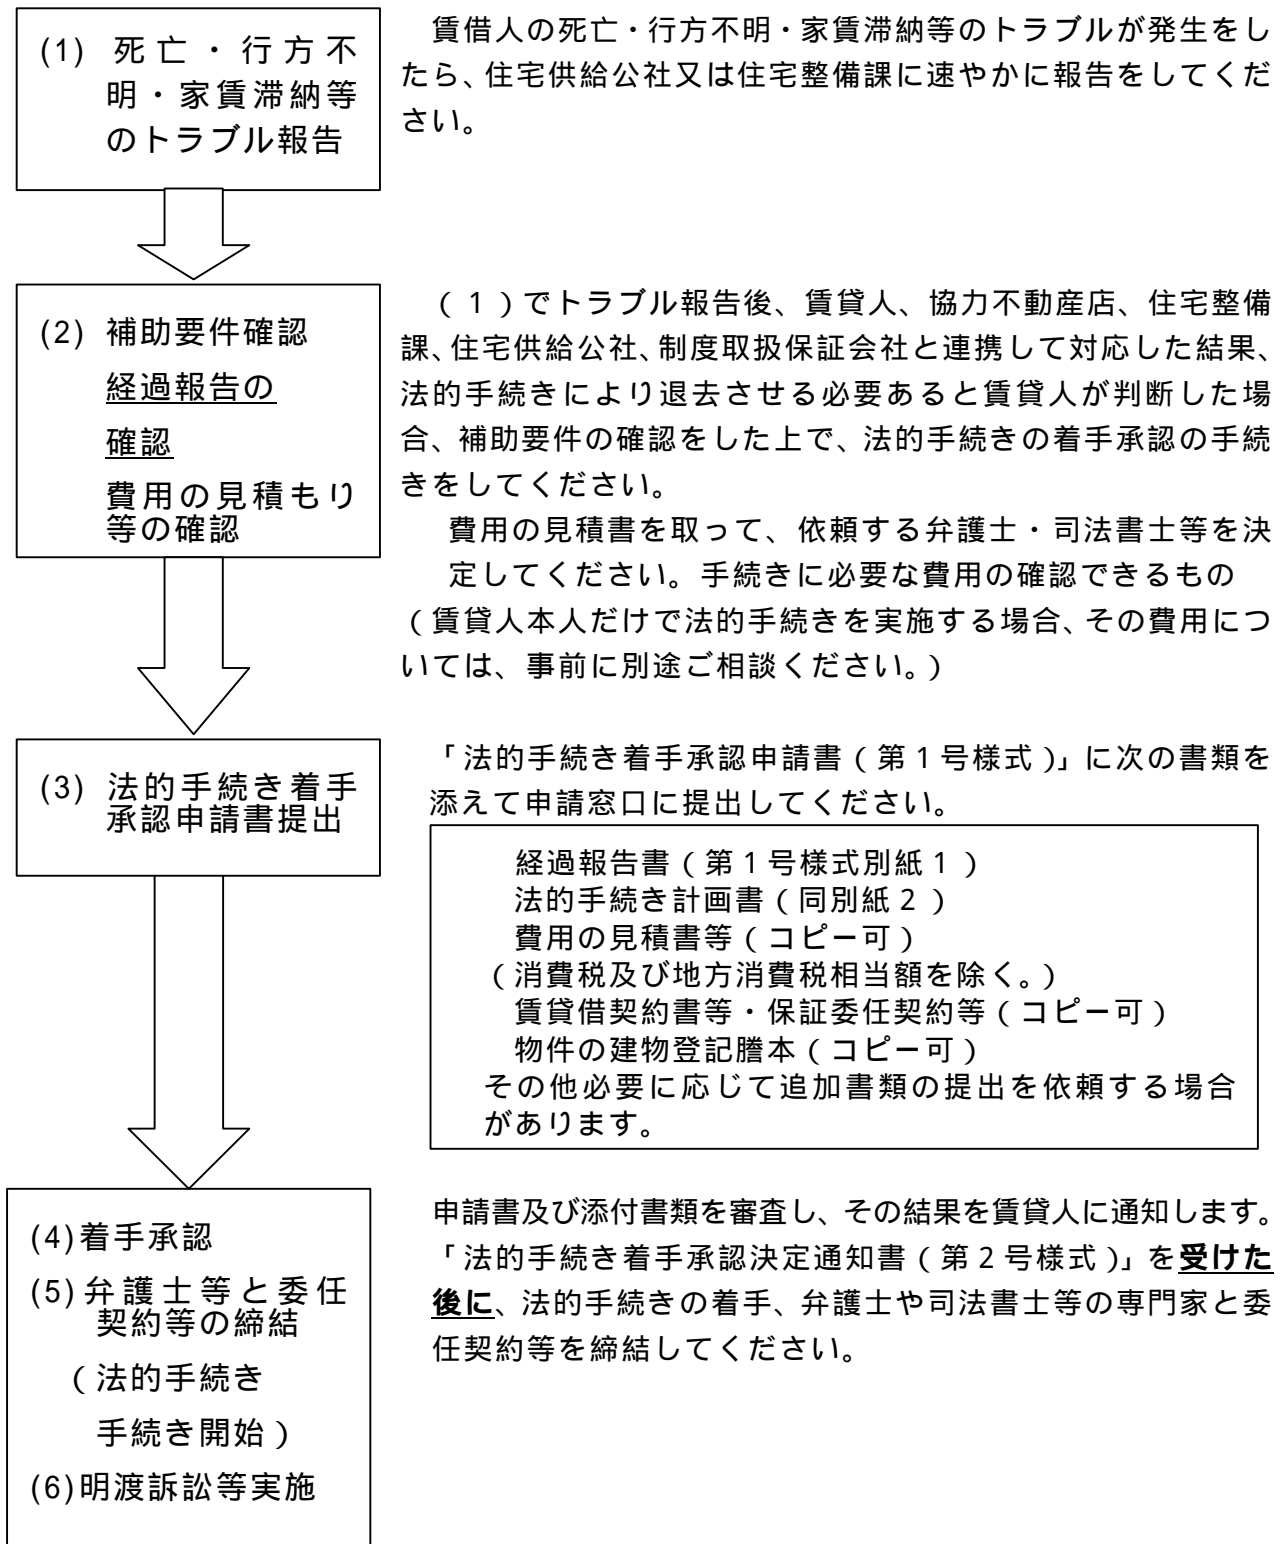 (1) 死亡・行方不
明・家賃滞納等
のトラブル報告
賃借人の死亡・行方不明・家賃滞納等のトラブルが発生をし
たら、住宅供給公社又は住宅整備課に速やかに報告をしてくだ
さい。
(2) 補助要件確認
経過報告の
確認
費用の見積もり
等の確認
（１）でトラブル報告後、賃貸人、協力不動産店、住宅整備
課、住宅供給公社、制度取扱保証会社と連携して対応した結果、
法的手続きにより退去させる必要あると賃貸人が判断した場
合、補助要件の確認をした上で、法的手続きの着手承認の手続
きをしてください。
費用の見積書を取って、依頼する弁護士・司法書士等を決
定してください。手続きに必要な費用の確認できるもの
（賃貸人本人だけで法的手続きを実施する場合、その費用につ
いては、事前に別途ご相談ください。）
(3) 法的手続き着手
承認申請書提出
「法的手続き着手承認申請書（第１号様式）」に次の書類を
添えて申請窓口に提出してください。
経過報告書（第１号様式別紙１）
法的手続き計画書（同別紙２）
費用の見積書等（コピー可）
（消費税及び地方消費税相当額を除く。）
賃貸借契約書等・保証委任契約等（コピー可）
物件の建物登記謄本（コピー可）
その他必要に応じて追加書類の提出を依頼する場合
があります。
(4)着手承認
(5)弁護士等と委任
契約等の締結
（法的手続き
手続き開始）
(6)明渡訴訟等実施
申請書及び添付書類を審査し、その結果を賃貸人に通知します。
「法的手続き着手承認決定通知書（第２号様式）」を受けた
後に、法的手続きの着手、弁護士や司法書士等の専門家と委
任契約等を締結してください。